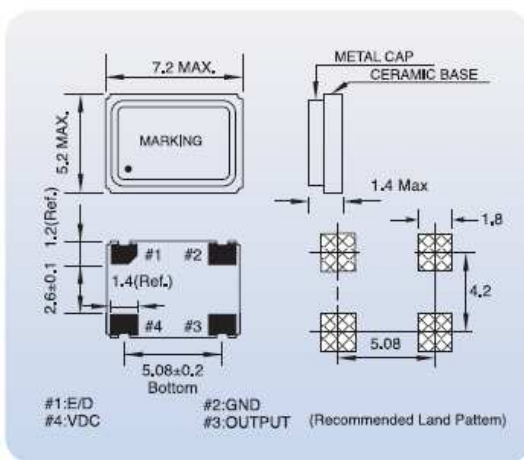 7.2 MAX.
5.2 MAX.
MARKING
METAL CAP
CERAMIC BASE
1.4 Max
1.2(Ref.)
2.6±0.1
#1 #2
1.4(Ref.)
#4 #3
5.08±0.2
Bottom
1.8
4.2
5.08
#1:E/D
#2:GND
#4:VDC
#3:OUTPUT
(Recommended Land Pattem)